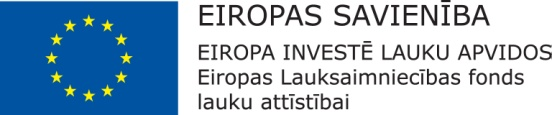 EIROPAS SAVIENĪBA
EIROPA INVESTĒ LAUKU APVIDOS
Eiropas Lauksaimniecības fonds
lauku attīstībai